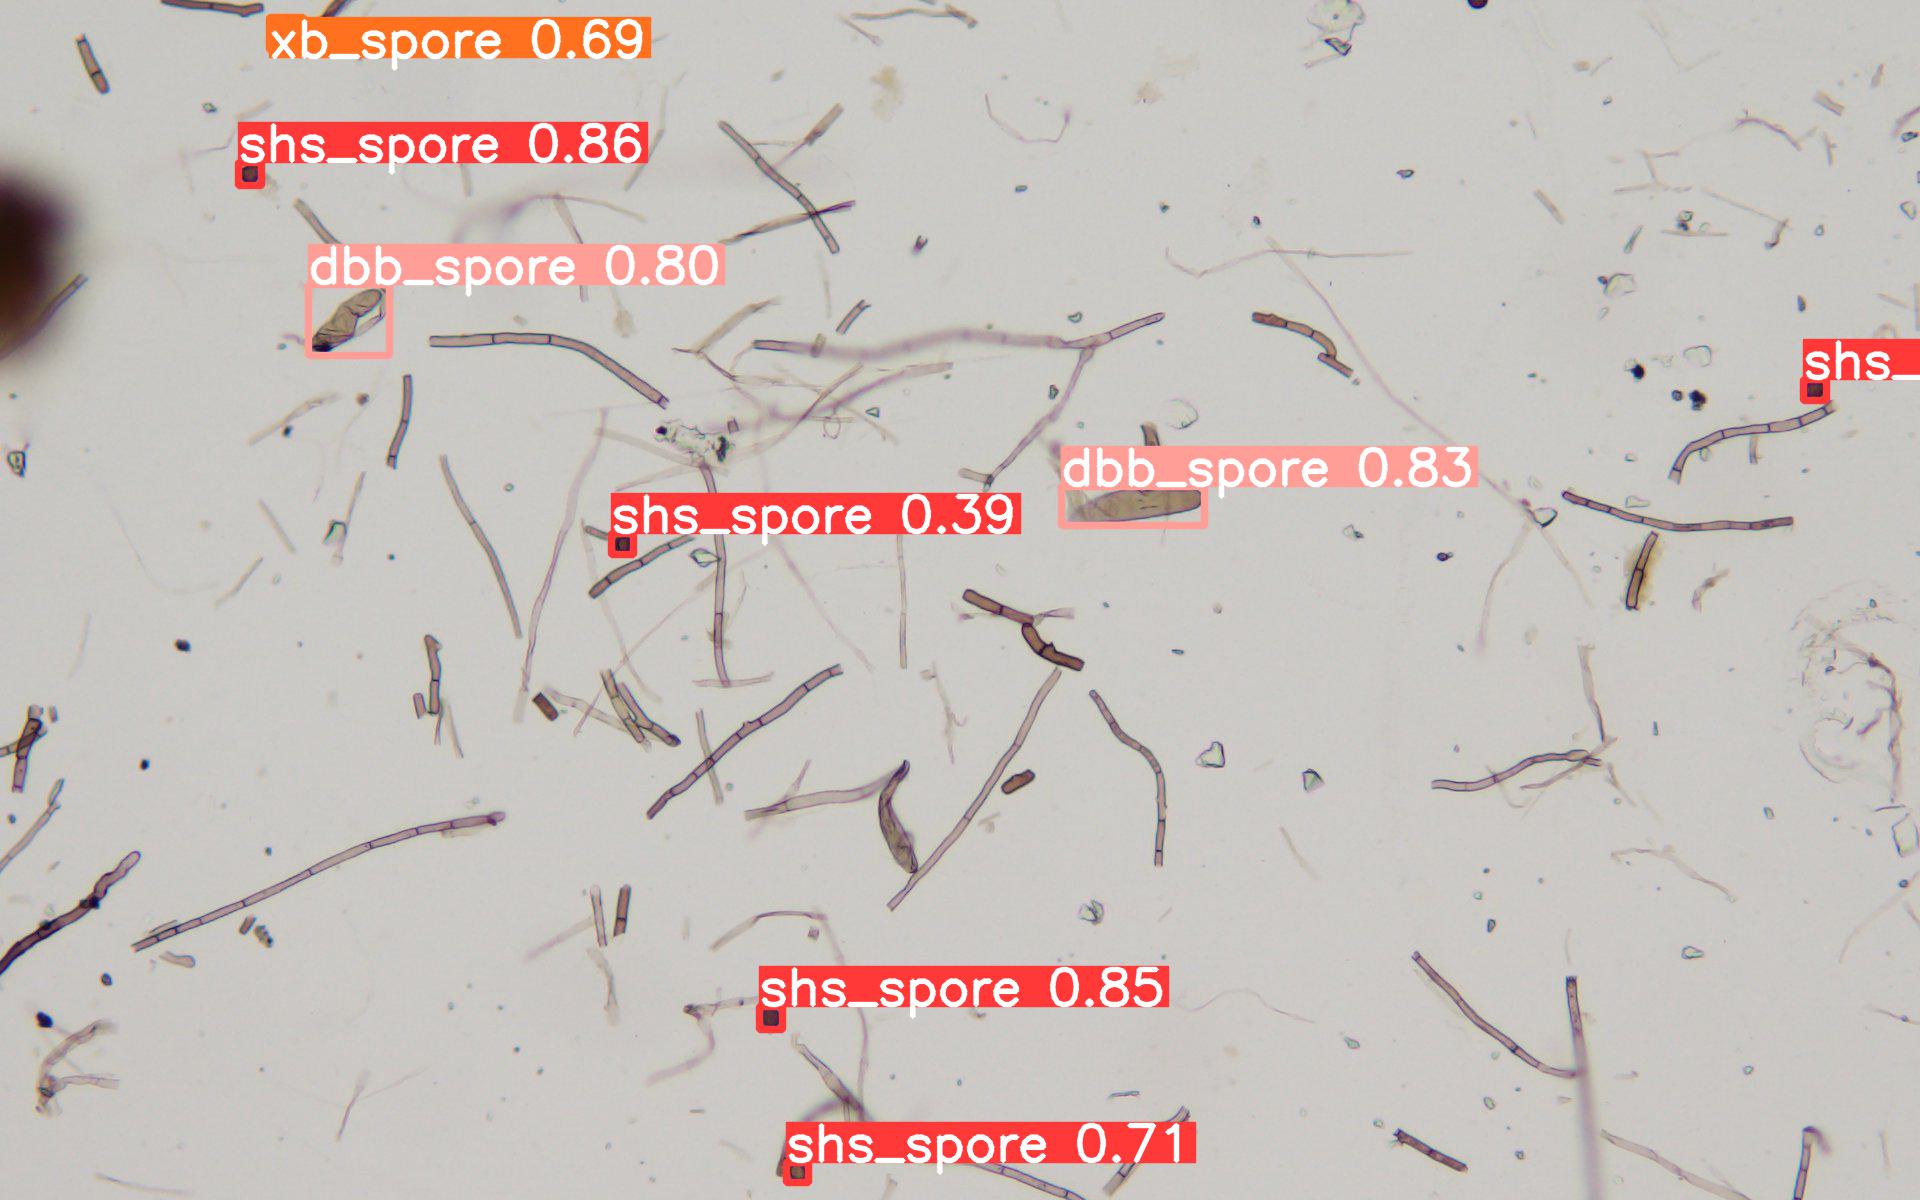 xb_spore 0.69
shs_spore 0.86
dbb_spore 0.80
shs_
dbb_spore 0.83
shs_spore 0.39
shs_spore 0.85
shs_spore 0.71